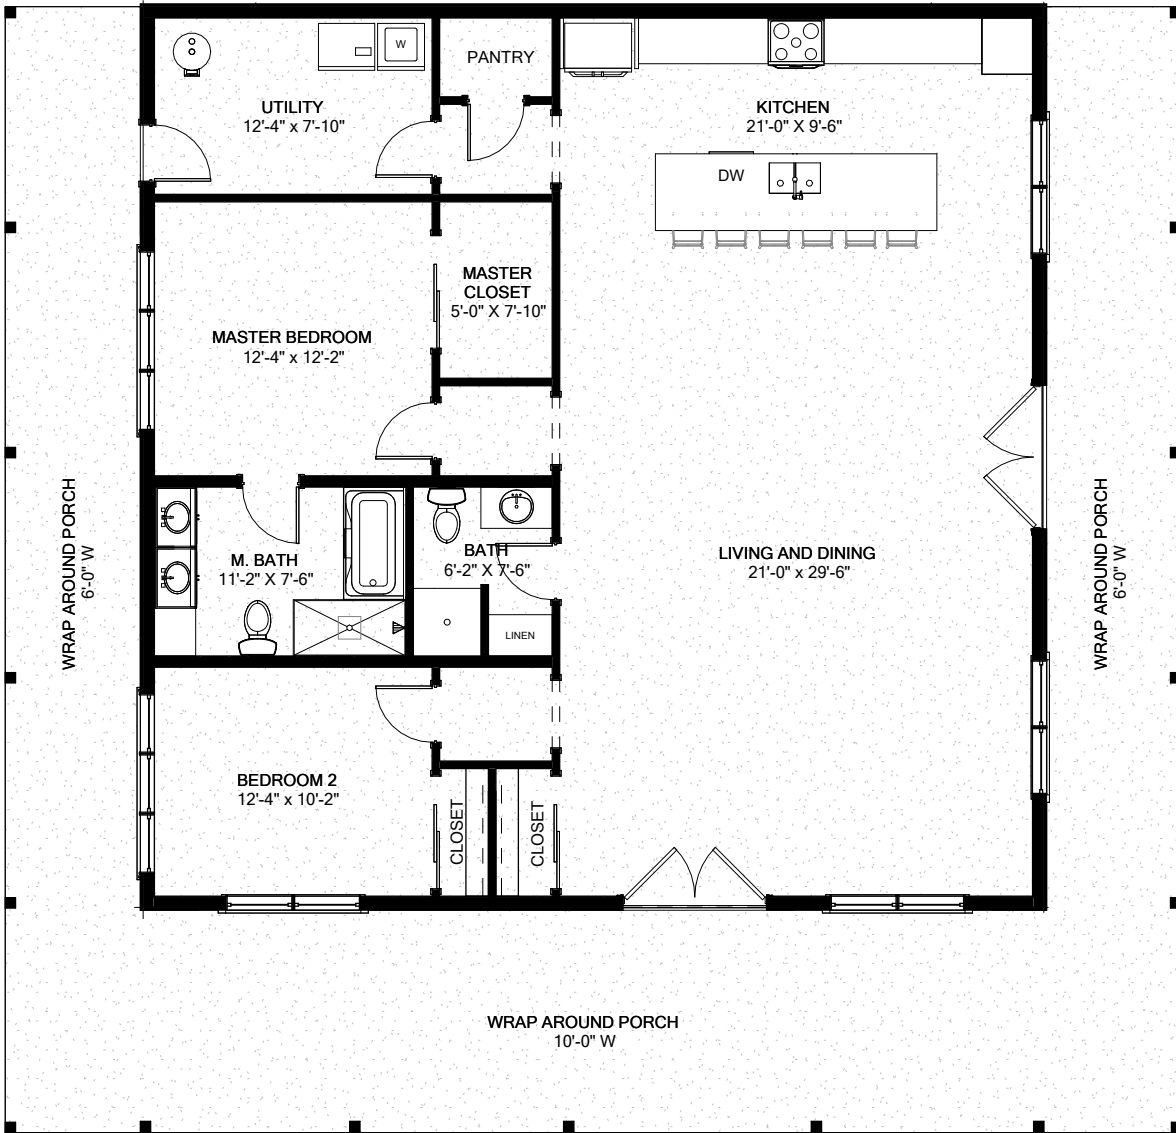 W
PANTRY
UTILITY
12'-4" x 7'-10"
KITCHEN
21'-0" X 9'-6"
DW
MASTER
CLOSET
5'-0" X 7'-10"
MASTER BEDROOM
12'-4" x 12'-2"
WRAP AROUND PORCH
6'-0" W
M. BATH
11'-2" X 7'-6"
BATH
6'-2" X 7'-6"
LINEN
LIVING AND DINING
21'-0" x 29'-6"
WRAP AROUND PORCH
6'-0" W
BEDROOM 2
12'-4" x 10'-2"
CLOSET
CLOSET
WRAP AROUND PORCH
10'-0" W